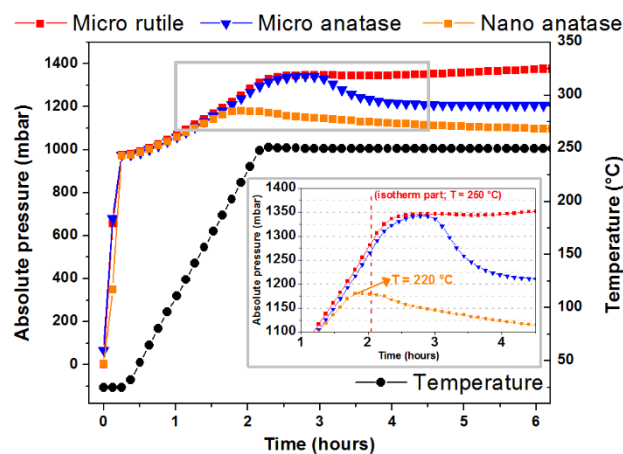 Micro rutile Micro anatase Nano anatase
Absolute pressure (mbar)
1400
1200
1000
800
600
400
200
0
350
300
250
200
150
100
50
Temperature (°C)
1400
1350
1300
1250
1200
1150
1100
Absolute pressure (mbar)
(isotherm part; T = 250 °C)
T = 220 °C
1 2 3 4
Time (hours)
Temperature
0 1 2 3 4 5 6
Time (hours)